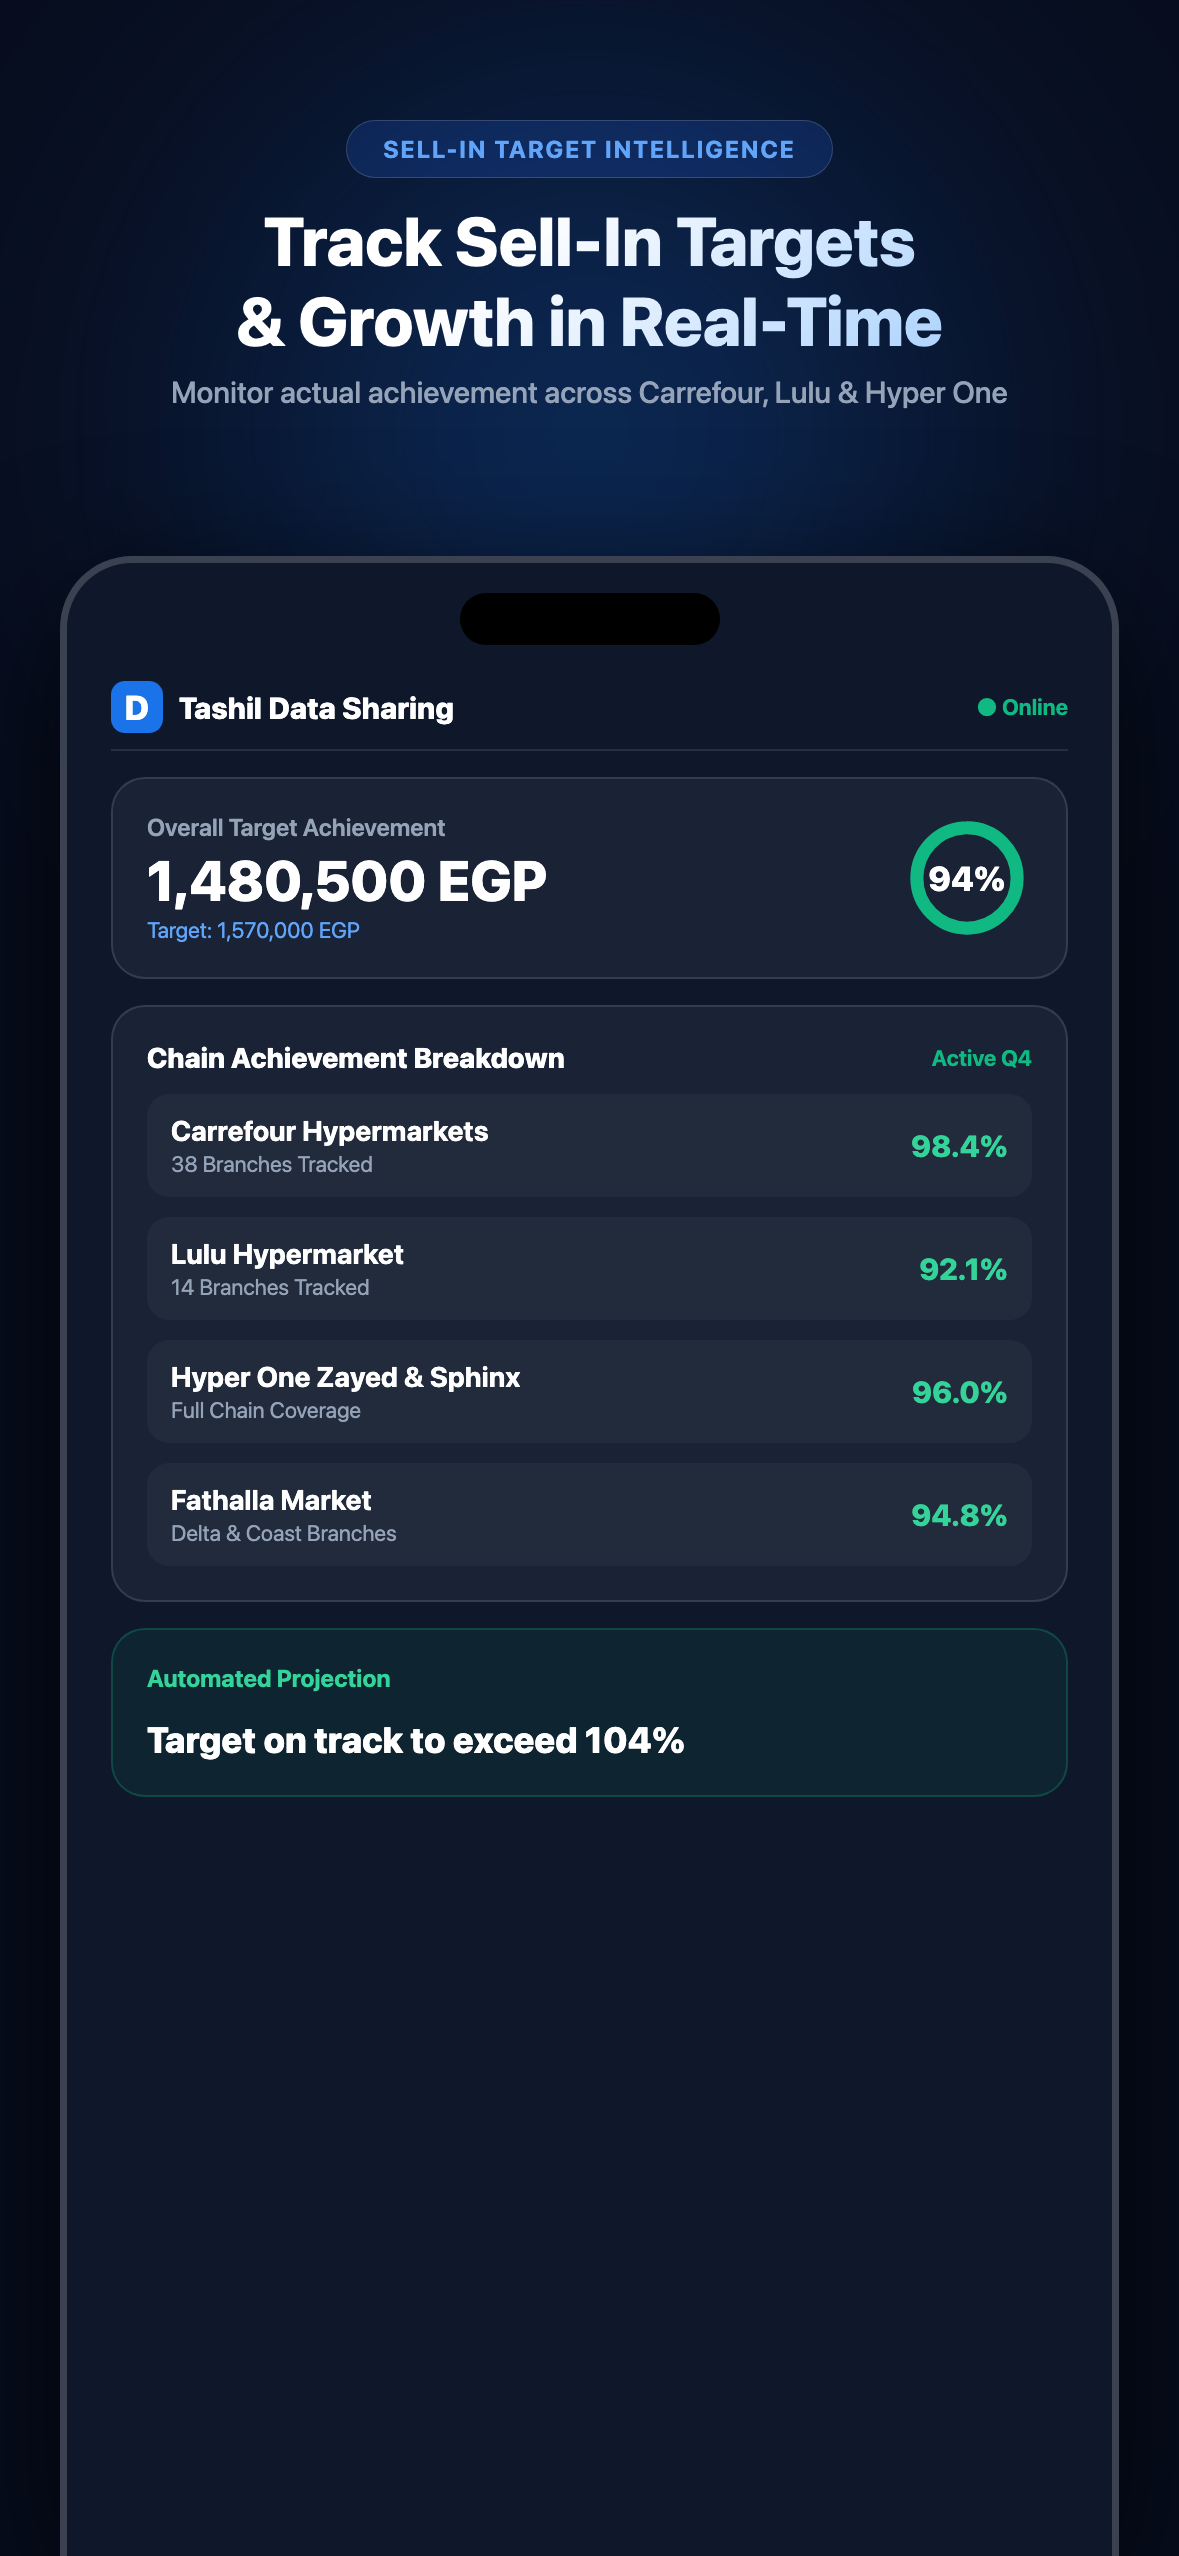 SELL-IN TARGET INTELLIGENCE
Track Sell-In Targets
& Growth in Real-Time
Monitor actual achievement across Carrefour, Lulu & Hyper One
D
Tashil Data Sharing
Online
Overall Target Achievement
1,480,500 EGP
Target: 1,570,000 EGP
94%
Chain Achievement Breakdown
Active Q4
Carrefour Hypermarkets
38 Branches Tracked
98.4%
Lulu Hypermarket
14 Branches Tracked
92.1%
Hyper One Zayed & Sphinx
Full Chain Coverage
96.0%
Fathalla Market
Delta & Coast Branches
94.8%
Automated Projection
Target on track to exceed 104%